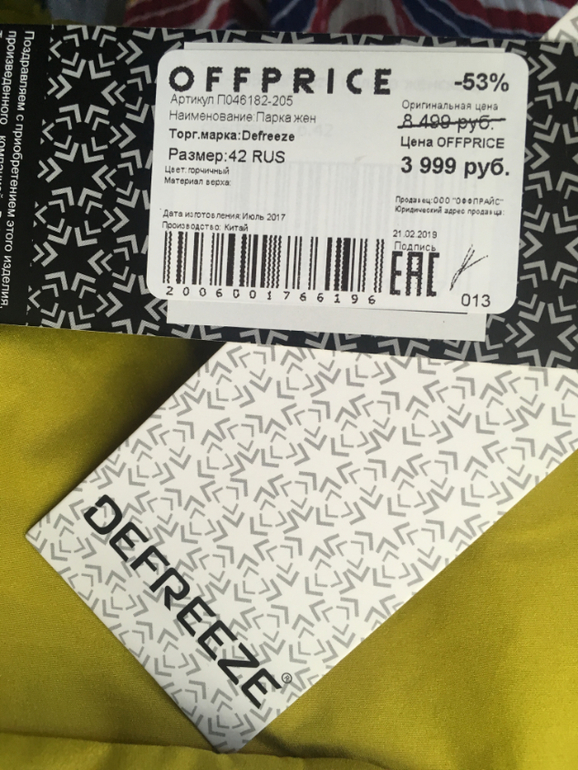 OFFPRICE
-53%
Артикул П046182-205
Оригинальная цена
8 499 руб.
Наименование:Парка жен
Торг.марка:Defreeze
Цена OFFPRICE
3 999 руб.
Размер:42 RUS
Цвет:горчичный
Материал верха:
Продавец:ООО "ОФФПРАЙС"
Юридический адрес продавца:
Дата изготовления:Июль 2017
Производство: Китай
21.02.2019
Подпись
EAC
2006001766196
013
Поздравляем с приобретением этого изделия,
произведенного компанией
DEFREEZE®